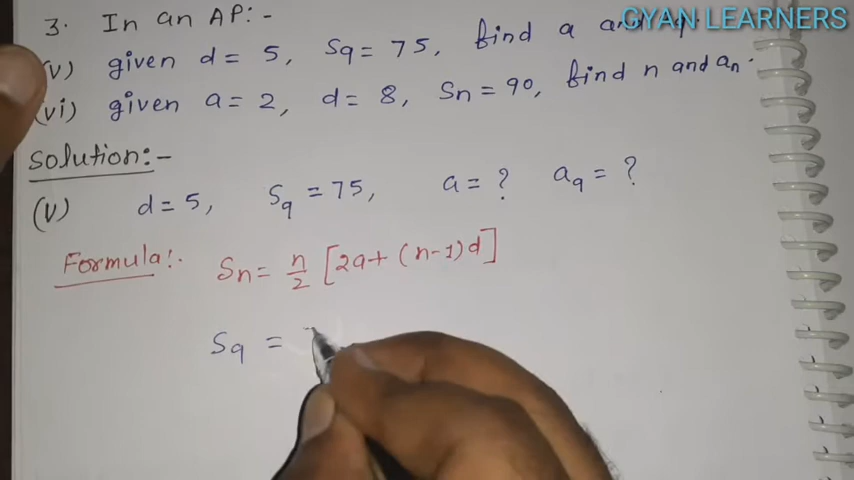 GYAN LEARNERS
3. In an AP:-
(v) given d = 5, S9 = 75, find a and
(vi) given a = 2, d = 8, Sn = 90, find n and an.
Solution:-
(v) d = 5, S9 = 75, a = ? a9 = ?
Formula:- Sn = n/2 [2a + (n-1)d]
S9 =